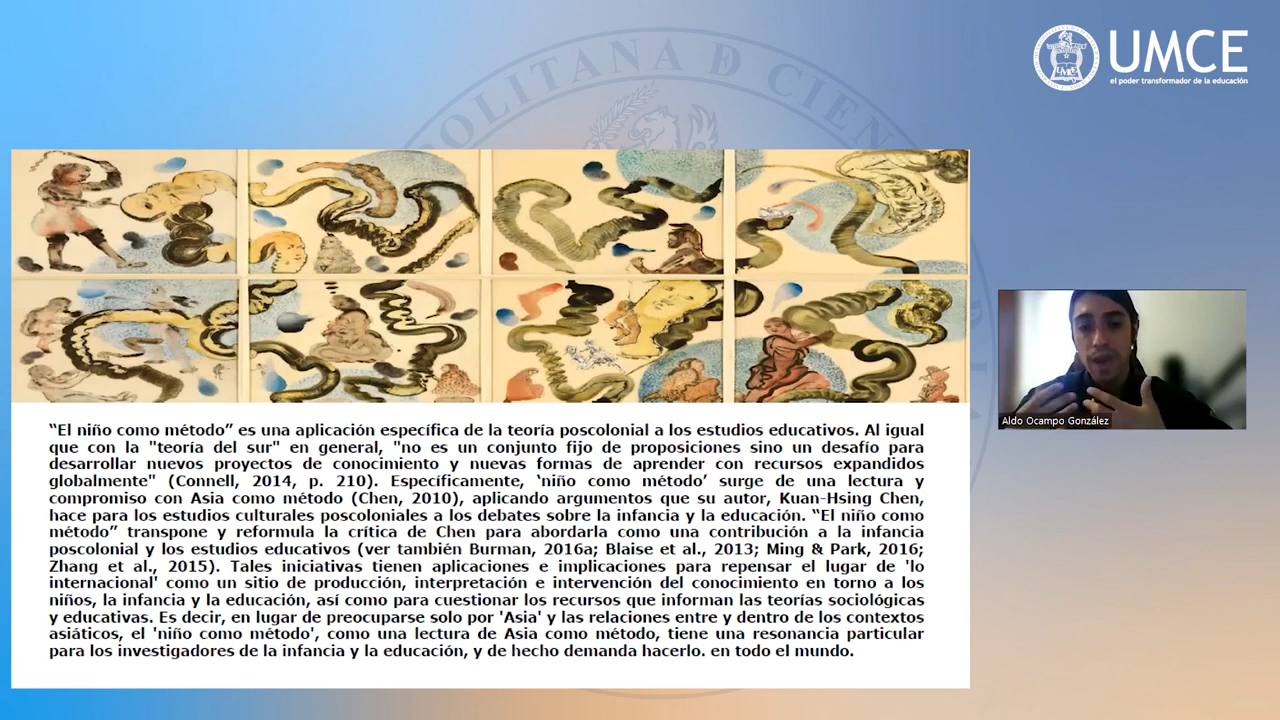 UMCE
el poder transformador de la educación
OLITANA D CIEN
“El niño como método” es una aplicación específica de la teoría poscolonial a los estudios educativos. Al igual
que con la "teoría del sur" en general, "no es un conjunto fijo de proposiciones sino un desafío para
desarrollar nuevos proyectos de conocimiento y nuevas formas de aprender con recursos expandidos
globalmente" (Connell, 2014, p. 210). Específicamente, ‘niño como método’ surge de una lectura y
compromiso con Asia como método (Chen, 2010), aplicando argumentos que su autor, Kuan-Hsing Chen,
hace para los estudios culturales poscoloniales a los debates sobre la infancia y la educación. “El niño como
método” transpone y reformula la crítica de Chen para abordarla como una contribución a la infancia
poscolonial y los estudios educativos (ver también Burman, 2016a; Blaise et al., 2013; Ming & Park, 2016;
Zhang et al., 2015). Tales iniciativas tienen aplicaciones e implicaciones para repensar el lugar de 'lo
internacional' como un sitio de producción, interpretación e intervención del conocimiento en torno a los
niños, la infancia y la educación, así como para cuestionar los recursos que informan las teorías sociológicas
y educativas. Es decir, en lugar de preocuparse solo por 'Asia' y las relaciones entre y dentro de los contextos
asiáticos, el 'niño como método', como una lectura de Asia como método, tiene una resonancia particular
para los investigadores de la infancia y la educación, y de hecho demanda hacerlo. en todo el mundo.
Aldo Ocampo González